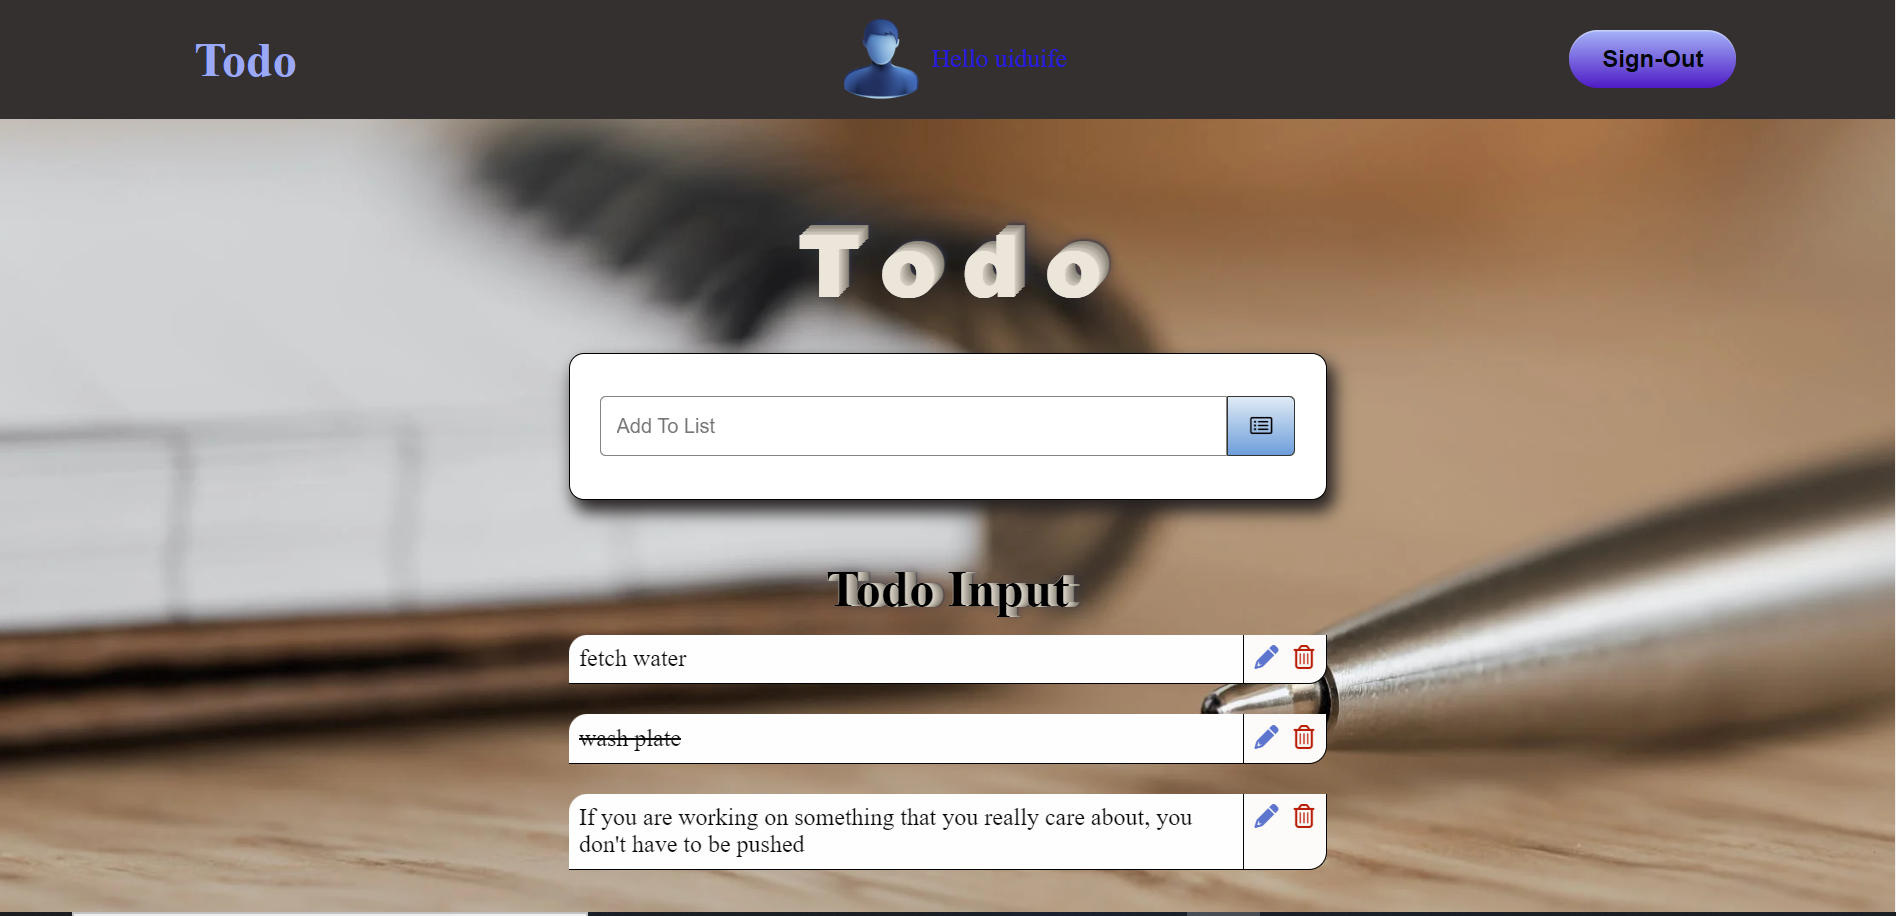 Todo
Hello uiduife
Sign-Out
Todo
Add To List
Todo Input
fetch water
wash plate
If you are working on something that you really care about, you
don't have to be pushed